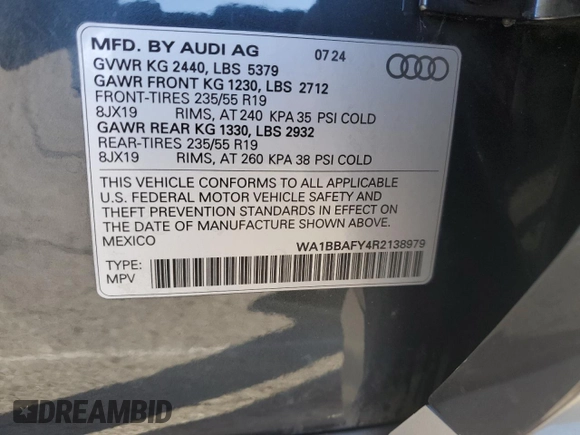 MFD. BY AUDI AG 07 24
GVWR KG 2440, LBS 5379
GAWR FRONT KG 1230, LBS 2712
FRONT-TIRES 235/55 R19
8JX19 RIMS, AT 240 KPA 35 PSI COLD
GAWR REAR KG 1330, LBS 2932
REAR-TIRES 235/55 R19
8JX19 RIMS, AT 260 KPA 38 PSI COLD
THIS VEHICLE CONFORMS TO ALL APPLICABLE
U.S. FEDERAL MOTOR VEHICLE SAFETY AND
THEFT PREVENTION STANDARDS IN EFFECT ON
THE DATE OF MANUFACTURE SHOWN ABOVE.
MEXICO WA1BBAFY4R2138979
TYPE:
MPV
DREAMBID